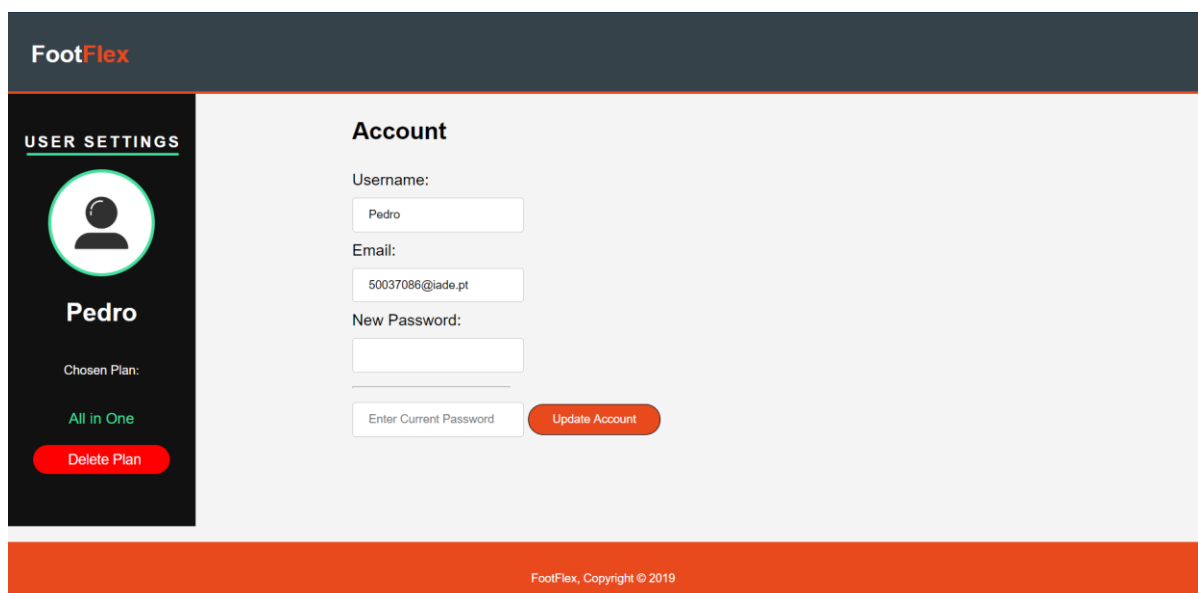 FootFlex
USER SETTINGS
Pedro
Chosen Plan:
All in One
Delete Plan
Account
Username:
Pedro
Email:
50037086@iade.pt
New Password:
Enter Current Password
Update Account
FootFlex, Copyright © 2019